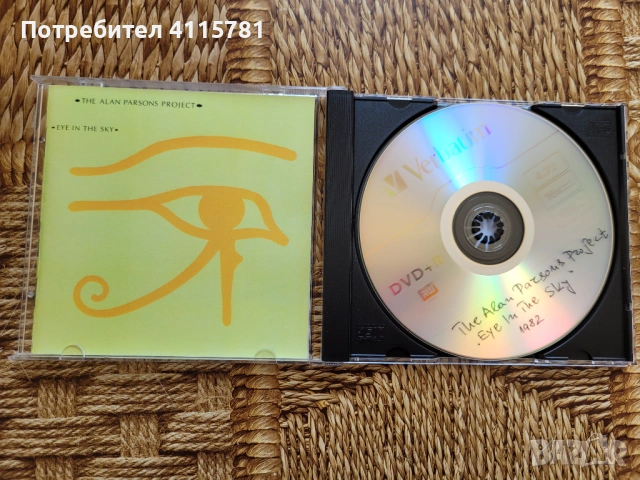 Потребител 4115781
THE ALAN PARSONS PROJECT
EYE IN THE SKY
Verbatim
DVD+R
The Alan Parsons Project
Eye In The Sky
1982
BAZAR